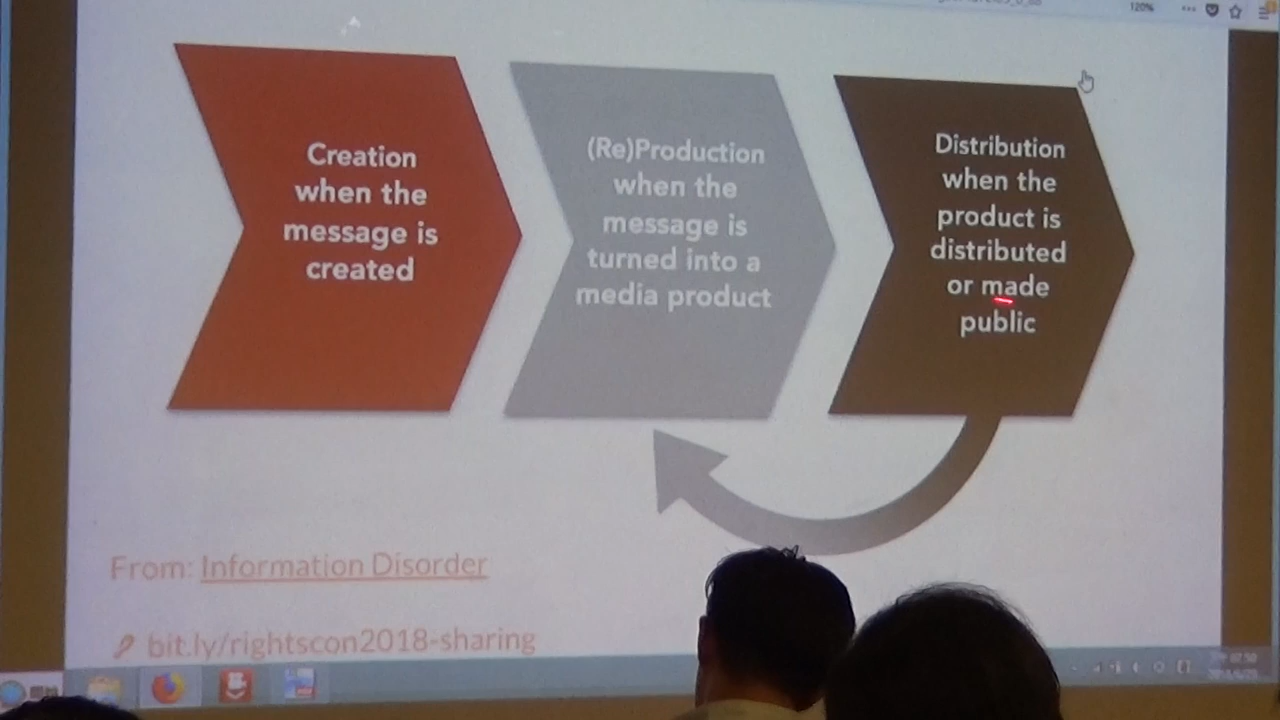 120%
Creation
when the
message is
created
(Re)Production
when the
message is
turned into a
media product
Distribution
when the
product is
distributed
or made
public
From: Information Disorder
bit.ly/rightscon2018-sharing